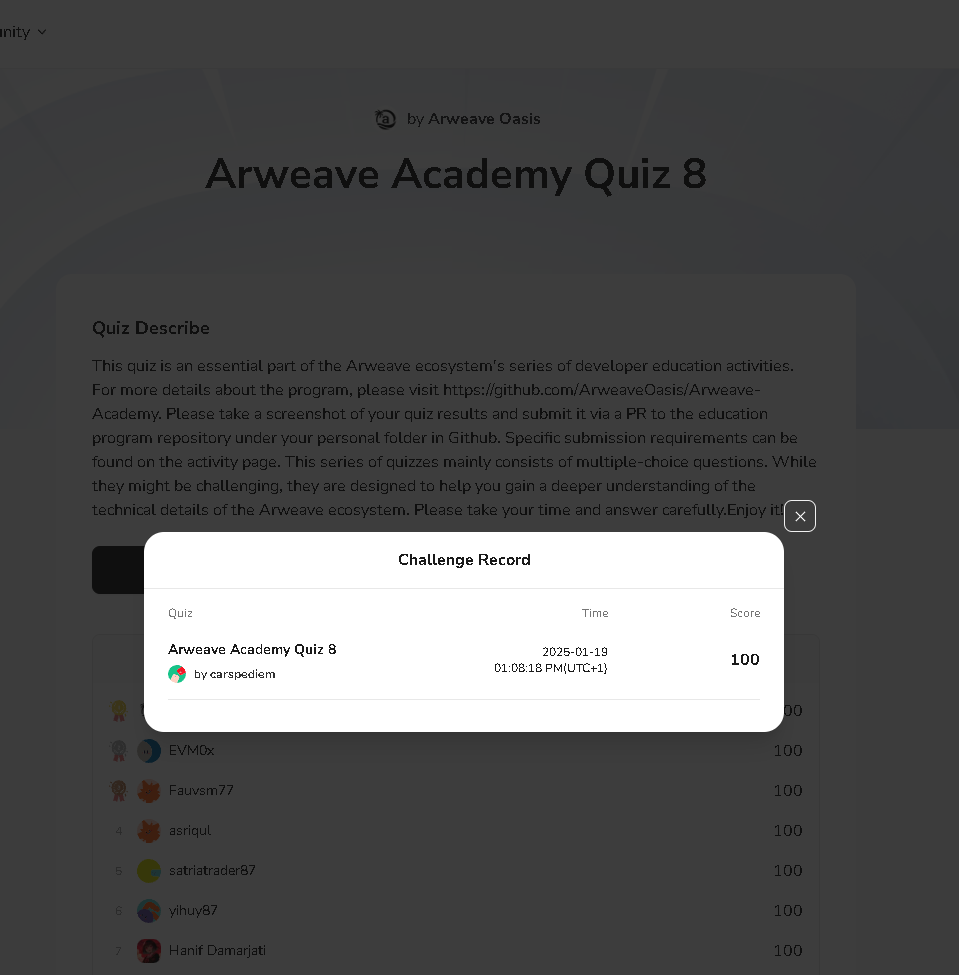 by Arweave Oasis
Arweave Academy Quiz 8
Quiz Describe
This quiz is an essential part of the Arweave ecosystem's series of developer education activities.
For more details about the program, please visit https://github.com/ArweaveOasis/Arweave-
Academy. Please take a screenshot of your quiz results and submit it via a PR to the education
program repository under your personal folder in Github. Specific submission requirements can be
found on the activity page. This series of quizzes mainly consists of multiple-choice questions. While
they might be challenging, they are designed to help you gain a deeper understanding of the
technical details of the Arweave ecosystem. Please take your time and answer carefully.Enjoy it
Challenge Record
Quiz Time Score
Arweave Academy Quiz 8
by carspediem
2025-01-19
01:08:18 PM(UTC+1)
100
EVM0x 100
Fauvsm77 100
4 asriqul 100
5 satriatrader87 100
6 yihuy87 100
7 Hanif Damarjati 100